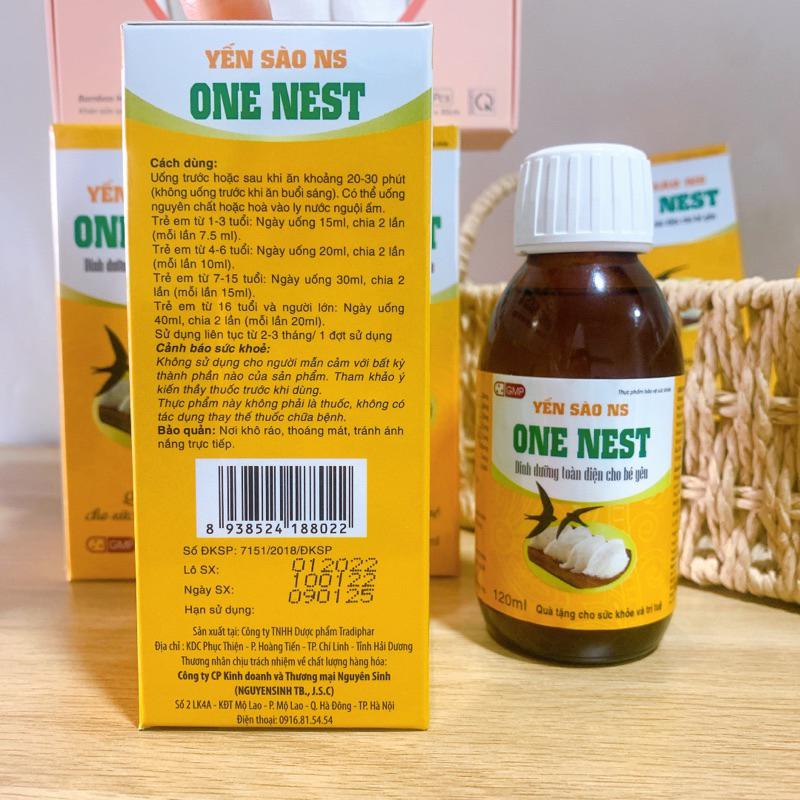 YẾN SÀO NS
ONE NEST
Cách dùng:
Uống trước hoặc sau khi ăn khoảng 20-30 phút
(không uống trước khi ăn buổi sáng). Có thể uống
nguyên chất hoặc hoà vào ly nước nguội ấm.
Trẻ em từ 1-3 tuổi: Ngày uống 15ml, chia 2 lần
(mỗi lần 7.5 ml).
Trẻ em từ 4-6 tuổi: Ngày uống 20ml, chia 2 lần
(mỗi lần 10ml).
Trẻ em từ 7-15 tuổi: Ngày uống 30ml, chia 2
lần (mỗi lần 15ml).
Trẻ em từ 16 tuổi và người lớn: Ngày uống
40ml, chia 2 lần (mỗi lần 20ml).
Sử dụng liên tục từ 2-3 tháng/ 1 đợt sử dụng
Cảnh báo sức khoẻ:
Không sử dụng cho người mẫn cảm với bất kỳ
thành phần nào của sản phẩm. Tham khảo ý
kiến thầy thuốc trước khi dùng.
Thực phẩm này không phải là thuốc, không có
tác dụng thay thế thuốc chữa bệnh.
Bảo quản: Nơi khô ráo, thoáng mát, tránh ánh
nắng trực tiếp.
8 938524 188022
Số ĐKSP: 7151/2018/ĐKSP
Lô SX: 012022
Ngày SX: 100122
Hạn sử dụng: 090125
Sản xuất tại: Công ty TNHH Dược phẩm Tradiphar
Địa chỉ : KDC Phục Thiện - P. Hoàng Tiến - TP. Chí Linh - Tỉnh Hải Dương
Thương nhân chịu trách nhiệm về chất lượng hàng hóa:
Công ty CP Kinh doanh và Thương mại Nguyên Sinh
(NGUYENSINH TB., J.S.C)
Số 2 LK4A - KĐT Mộ Lao - P. Mộ Lao - Q. Hà Đông - TP. Hà Nội
Điện thoại: 0916.81.54.54
GMP
Thực phẩm bảo vệ sức khỏe
YẾN SÀO NS
ONE NEST
Dinh dưỡng toàn diện cho bé yêu
120ml
Quà tặng cho sức khỏe và trí tuệ
YẾN
ON
Dinh dưỡng
GMP
NS
NEST